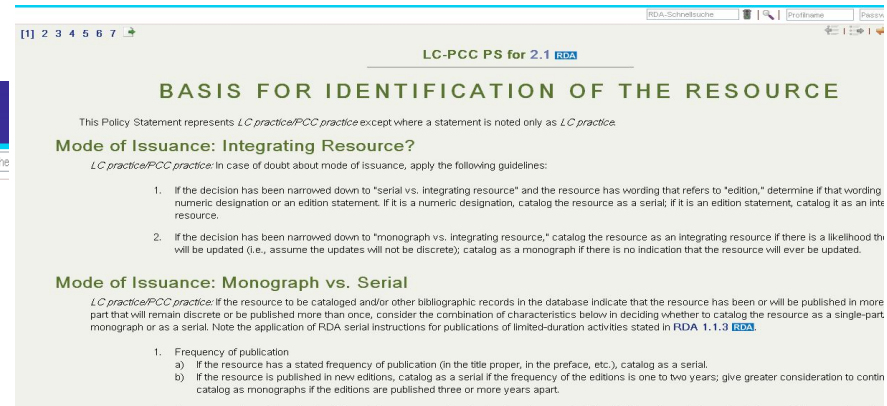 RDA-Schnellsuche Profilname
[1] 2 3 4 5 6 7
LC-PCC PS for 2.1 RDA
BASIS FOR IDENTIFICATION OF THE RESOURCE
This Policy Statement represents LC practice/PCC practice except where a statement is noted only as LC practice.
Mode of Issuance: Integrating Resource?
LC practice/PCC practice: In case of doubt about mode of issuance, apply the following guidelines:
1. If the decision has been narrowed down to "serial vs. integrating resource" and the resource has wording that refers to "edition," determine if that wording
numeric designation or an edition statement. If it is a numeric designation, catalog the resource as a serial; if it is an edition statement, catalog it as an inte
resource.
2. If the decision has been narrowed down to "monograph vs. integrating resource," catalog the resource as an integrating resource if there is a likelihood the
will be updated (i.e., assume the updates will not be discrete); catalog as a monograph if there is no indication that the resource will ever be updated.
Mode of Issuance: Monograph vs. Serial
LC practice/PCC practice: If the resource to be cataloged and/or other bibliographic records in the database indicate that the resource has been or will be published in more
part that will remain discrete or be published more than once, consider the combination of characteristics below in deciding whether to catalog the resource as a single-part
monograph or as a serial. Note the application of RDA serial instructions for publications of limited-duration activities stated in RDA 1.1.3 RDA.
1. Frequency of publication
a) If the resource has a stated frequency of publication (in the title proper, in the preface, etc.), catalog as a serial.
b) If the resource is published in new editions, catalog as a serial if the frequency of the editions is one to two years; give greater consideration to contin
catalog as monographs if the editions are published three or more years apart.